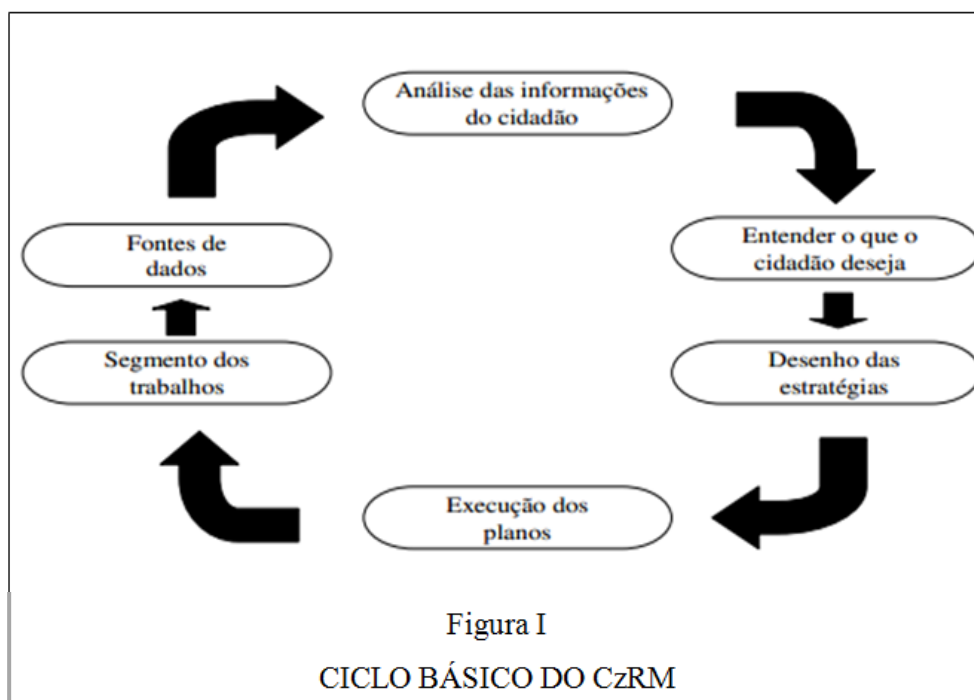 Análise das informações
do cidadão
Entender o que o
cidadão deseja
Desenho das
estratégias
Execução dos
planos
Segmento dos
trabalhos
Fontes de
dados
Figura I
CICLO BÁSICO DO CzRM